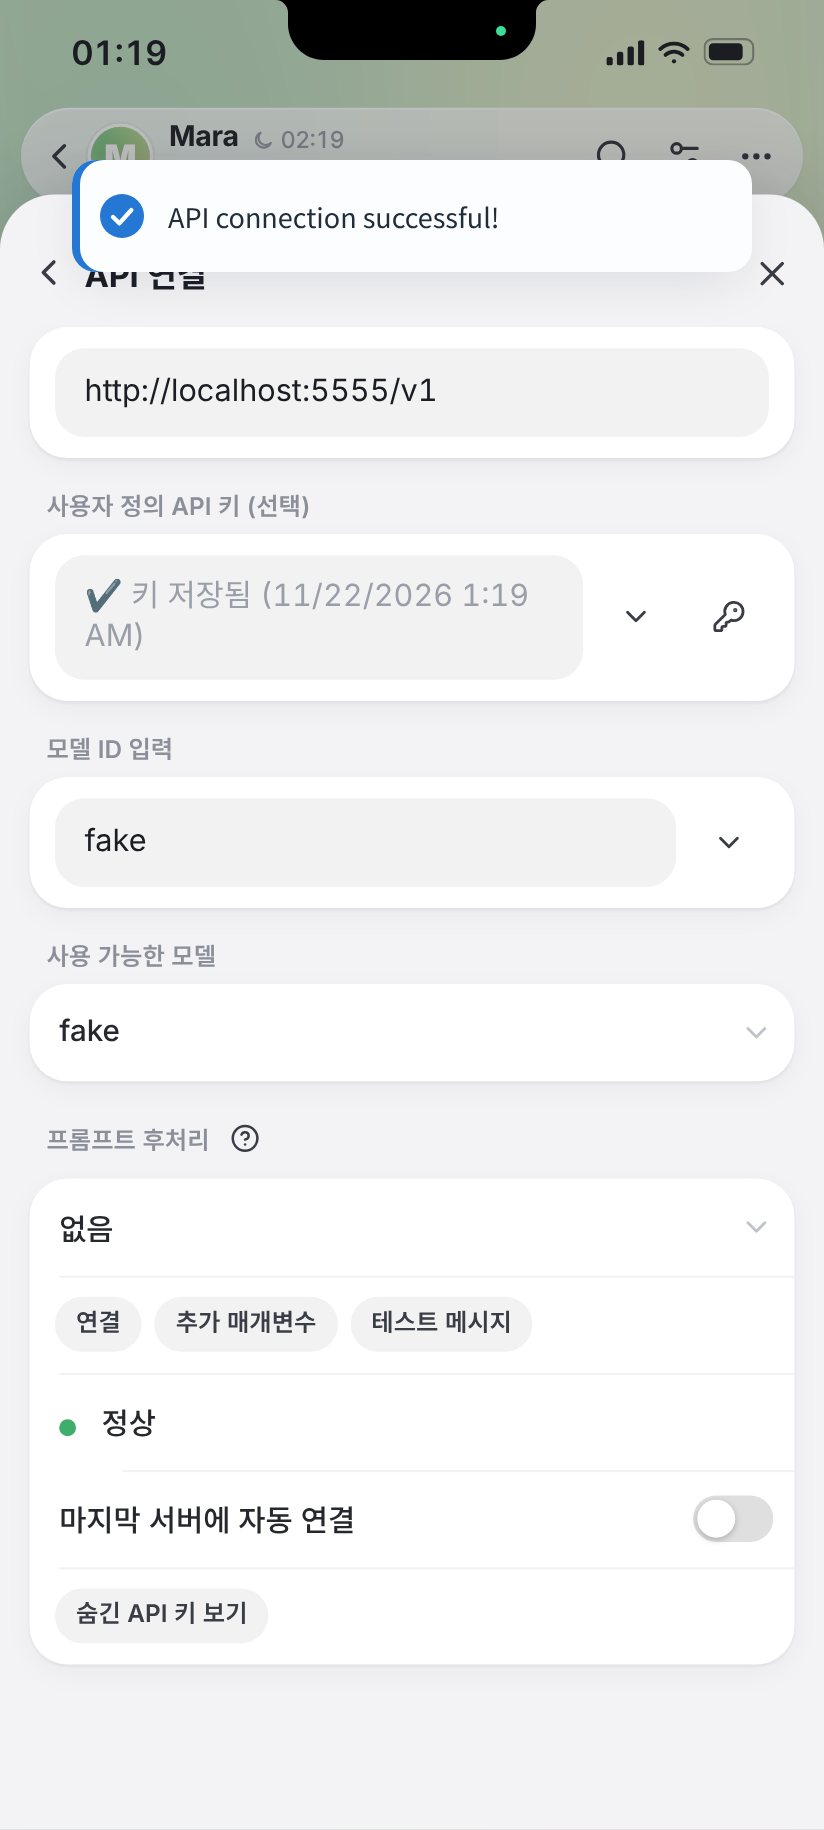 01:19
Mara 02:19
M
API connection successful!
API 연결
http://localhost:5555/v1
사용자 정의 API 키 (선택)
✔️ 키 저장됨 (11/22/2026 1:19
AM)
모델 ID 입력
fake
사용 가능한 모델
fake
프롬프트 후처리
없음
연결 추가 매개변수 테스트 메시지
정상
마지막 서버에 자동 연결
숨긴 API 키 보기